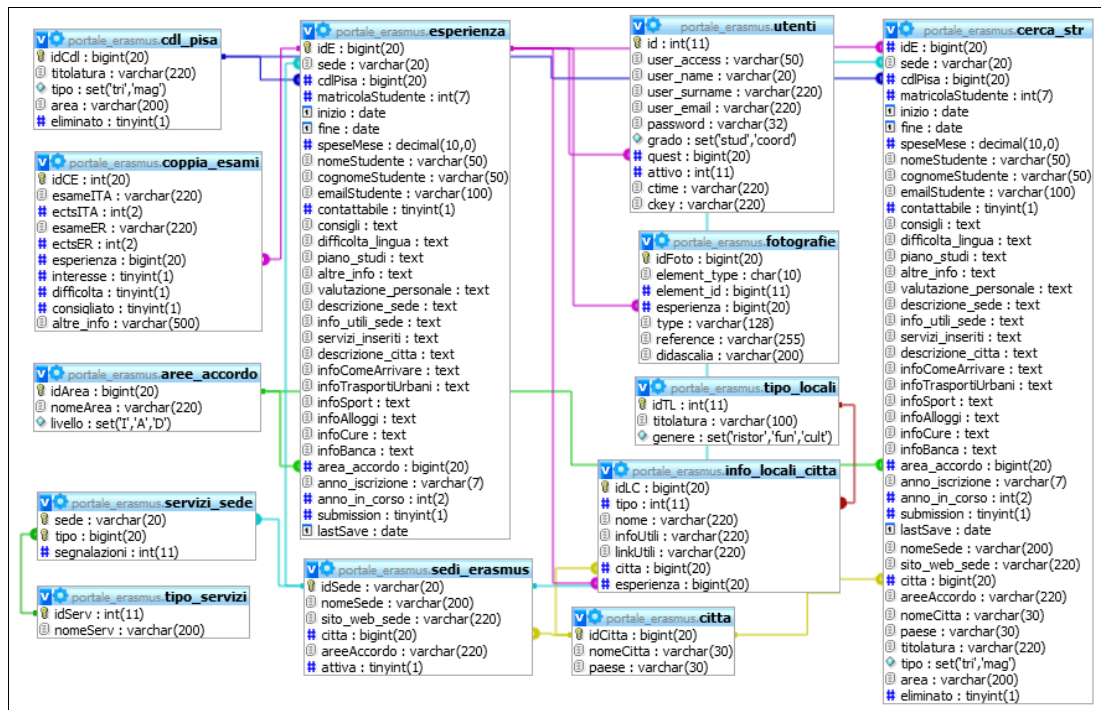 portale_erasmus.cdl_pisa
idCdl : bigint(20)
titolatura : varchar(220)
tipo : set('tri','mag')
area : varchar(200)
eliminato : tinyint(1)
portale_erasmus.coppia_esami
idCE : int(20)
esameITA : varchar(220)
ectsITA : int(2)
esameER : varchar(220)
ectsER : int(2)
esperienza : bigint(20)
interesse : tinyint(1)
difficolta : tinyint(1)
consigliato : tinyint(1)
altre_info : varchar(500)
portale_erasmus.aree_accordo
idArea : bigint(20)
nomeArea : varchar(220)
livello : set('I','A','D')
portale_erasmus.servizi_sede
sede : varchar(20)
tipo : bigint(20)
segnalazioni : int(11)
portale_erasmus.tipo_servizi
idServ : int(11)
nomeServ : varchar(200)
portale_erasmus.esperienza
idE : bigint(20)
sede : varchar(20)
cdlPisa : bigint(20)
matricolaStudente : int(7)
inizio : date
fine : date
speseMese : decimal(10,0)
nomeStudente : varchar(50)
cognomeStudente : varchar(50)
emailStudente : varchar(100)
contattabile : tinyint(1)
consigli : text
difficolta_lingua : text
piano_studi : text
altre_info : text
valutazione_personale : text
descrizione_sede : text
info_utili_sede : text
servizi_inseriti : text
descrizione_citta : text
infoComeArrivare : text
infoTrasportiUrbani : text
infoSport : text
infoAlloggi : text
infoCure : text
infoBanca : text
area_accordo : bigint(20)
anno_iscrizione : varchar(7)
anno_in_corso : int(2)
submission : tinyint(1)
lastSave : date
portale_erasmus.sedi_erasmus
idSede : varchar(20)
nomeSede : varchar(200)
sito_web_sede : varchar(220)
citta : bigint(20)
areeAccordo : varchar(220)
attiva : tinyint(1)
portale_erasmus.utenti
id : int(11)
user_access : varchar(50)
user_name : varchar(20)
user_surname : varchar(220)
user_email : varchar(220)
password : varchar(32)
grado : set('stud','coord')
quest : bigint(20)
attivo : int(11)
ctime : varchar(220)
ckey : varchar(220)
portale_erasmus.fotografie
idFoto : bigint(20)
element_type : char(10)
element_id : bigint(11)
esperienza : bigint(20)
type : varchar(128)
reference : varchar(255)
didascalia : varchar(200)
portale_erasmus.tipo_locali
idTL : int(11)
titolatura : varchar(100)
genere : set('ristor','fun','cult')
portale_erasmus.info_locali_citta
idLC : bigint(20)
tipo : int(11)
nome : varchar(220)
infoUtili : varchar(220)
linkUtili : varchar(220)
citta : bigint(20)
esperienza : bigint(20)
portale_erasmus.citta
idCitta : bigint(20)
nomeCitta : varchar(30)
paese : varchar(30)
portale_erasmus.cerca_str
idE : bigint(20)
sede : varchar(20)
cdlPisa : bigint(20)
matricolaStudente : int(7)
inizio : date
fine : date
speseMese : decimal(10,0)
nomeStudente : varchar(50)
cognomeStudente : varchar(50)
emailStudente : varchar(100)
contattabile : tinyint(1)
consigli : text
difficolta_lingua : text
piano_studi : text
altre_info : text
valutazione_personale : text
descrizione_sede : text
info_utili_sede : text
servizi_inseriti : text
descrizione_citta : text
infoComeArrivare : text
infoTrasportiUrbani : text
infoSport : text
infoAlloggi : text
infoCure : text
infoBanca : text
area_accordo : bigint(20)
anno_iscrizione : varchar(7)
anno_in_corso : int(2)
submission : tinyint(1)
lastSave : date
nomeSede : varchar(200)
sito_web_sede : varchar(220)
citta : bigint(20)
areeAccordo : varchar(220)
nomeCitta : varchar(30)
paese : varchar(30)
titolatura : varchar(220)
tipo : set('tri','mag')
area : varchar(200)
eliminato : tinyint(1)